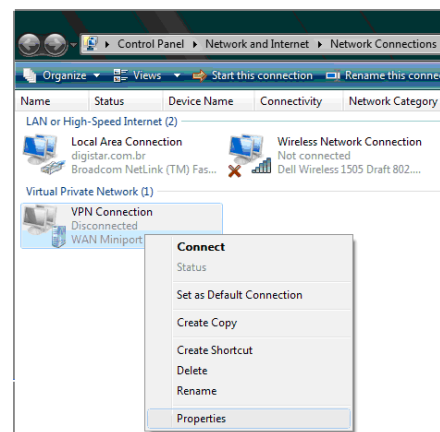 Control Panel ▸ Network and Internet ▸ Network Connections
Organize Views Start this connection Rename this conne
Name Status Device Name Connectivity Network Category
LAN or High-Speed Internet (2)
Local Area Connection
digistar.com.br
Broadcom NetLink (TM) Fas...
Wireless Network Connection
Not connected
Dell Wireless 1505 Draft 802....
Virtual Private Network (1)
VPN Connection
Disconnected
WAN Miniport
Connect
Status
Set as Default Connection
Create Copy
Create Shortcut
Delete
Rename
Properties